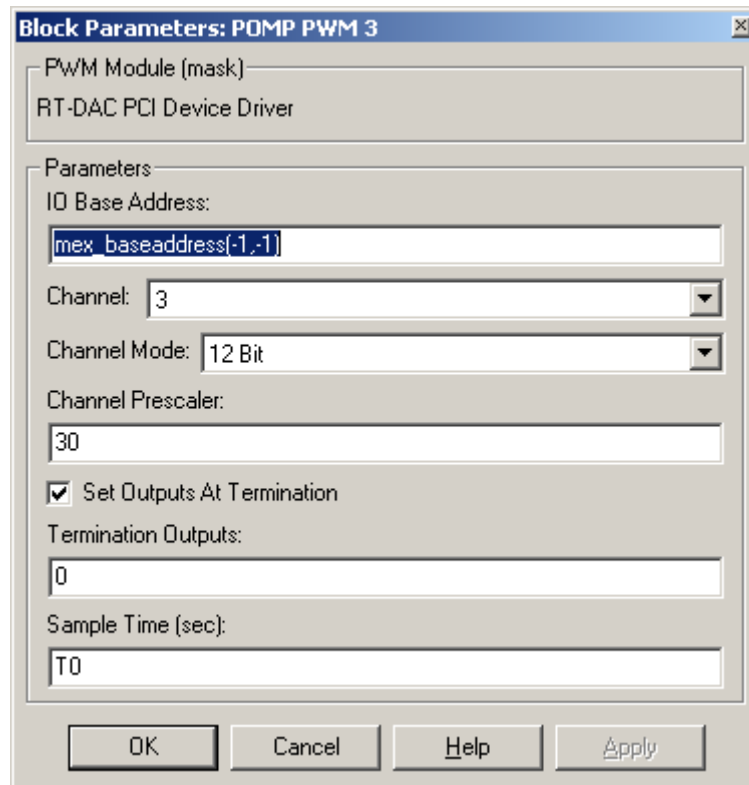 Block Parameters: POMP PWM 3
PWM Module (mask)
RT-DAC PCI Device Driver
Parameters
IO Base Address:
mex_baseaddress(-1,-1)
Channel: 3
Channel Mode: 12 Bit
Channel Prescaler:
30
Set Outputs At Termination
Termination Outputs:
0
Sample Time (sec):
T0
OK Cancel Help Apply